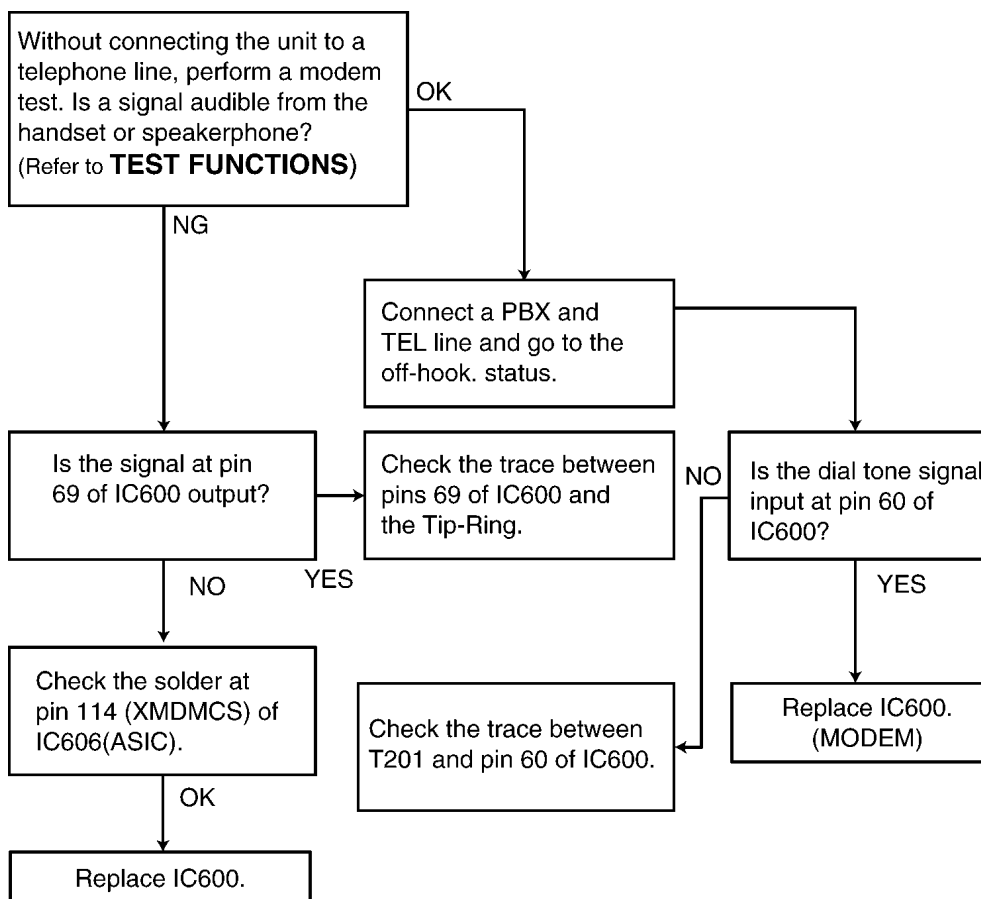 Without connecting the unit to a
telephone line, perform a modem
test. Is a signal audible from the
handset or speakerphone?
(Refer to TEST FUNCTIONS)
OK
NG
Connect a PBX and
TEL line and go to the
off-hook. status.
Is the signal at pin
69 of IC600 output?
YES
NO
Check the trace between
pins 69 of IC600 and
the Tip-Ring.
Is the dial tone signal
input at pin 60 of
IC600?
NO
YES
Check the solder at
pin 114 (XMDMCS) of
IC606(ASIC).
OK
Check the trace between
T201 and pin 60 of IC600.
Replace IC600.
(MODEM)
Replace IC600.